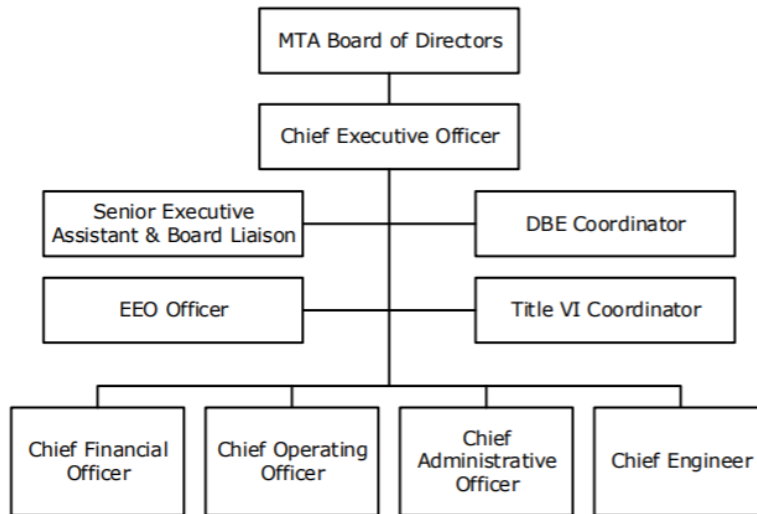 MTA Board of Directors
Chief Executive Officer
Senior Executive
Assistant & Board Liaison
DBE Coordinator
EEO Officer
Title VI Coordinator
Chief Financial
Officer
Chief Operating
Officer
Chief
Administrative
Officer
Chief Engineer